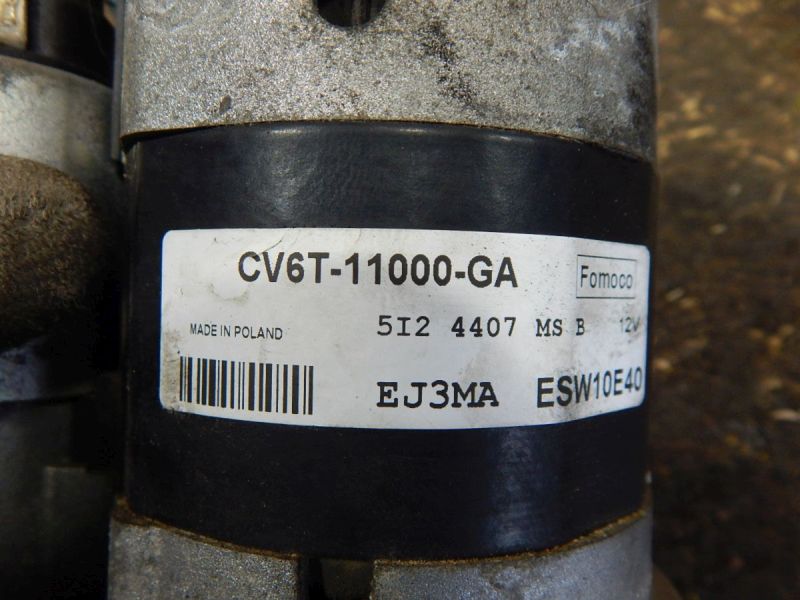 CV6T-11000-GA
Fomoco
MADE IN POLAND
5I2 4407 MS B 12V
EJ3MA
ESW10E40